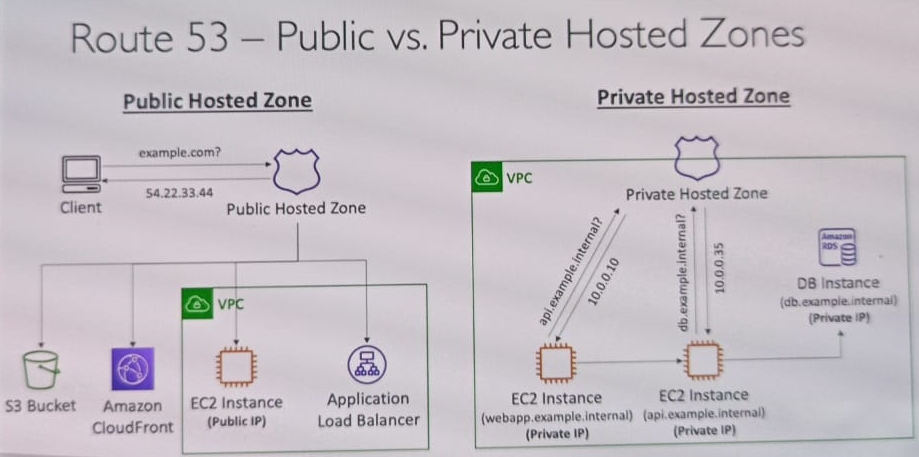 Route 53 – Public vs. Private Hosted Zones
Public Hosted Zone
example.com?
54.22.33.44
Client
Public Hosted Zone
VPC
S3 Bucket
Amazon
CloudFront
EC2 Instance
(Public IP)
Application
Load Balancer
Private Hosted Zone
VPC
Private Hosted Zone
api.example.internal?
10.0.0.10
db.example.internal?
10.0.0.35
Amazon
RDS
DB Instance
(db.example.internal)
(Private IP)
EC2 Instance
(webapp.example.internal)
(Private IP)
EC2 Instance
(api.example.internal)
(Private IP)